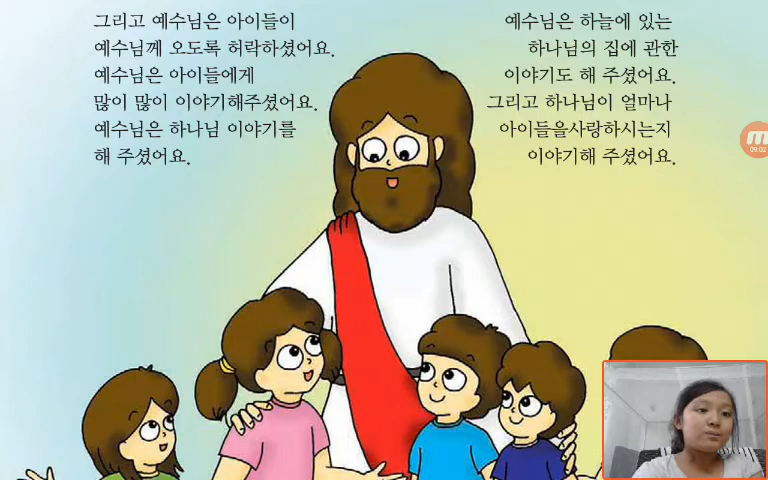 그리고 예수님은 아이들이
예수님께 오도록 허락하셨어요.
예수님은 아이들에게
많이 많이 이야기해주셨어요.
예수님은 하나님 이야기를
해 주셨어요.
예수님은 하늘에 있는
하나님의 집에 관한
이야기도 해 주셨어요.
그리고 하나님이 얼마나
아이들을사랑하시는지
이야기해 주셨어요.
09:02